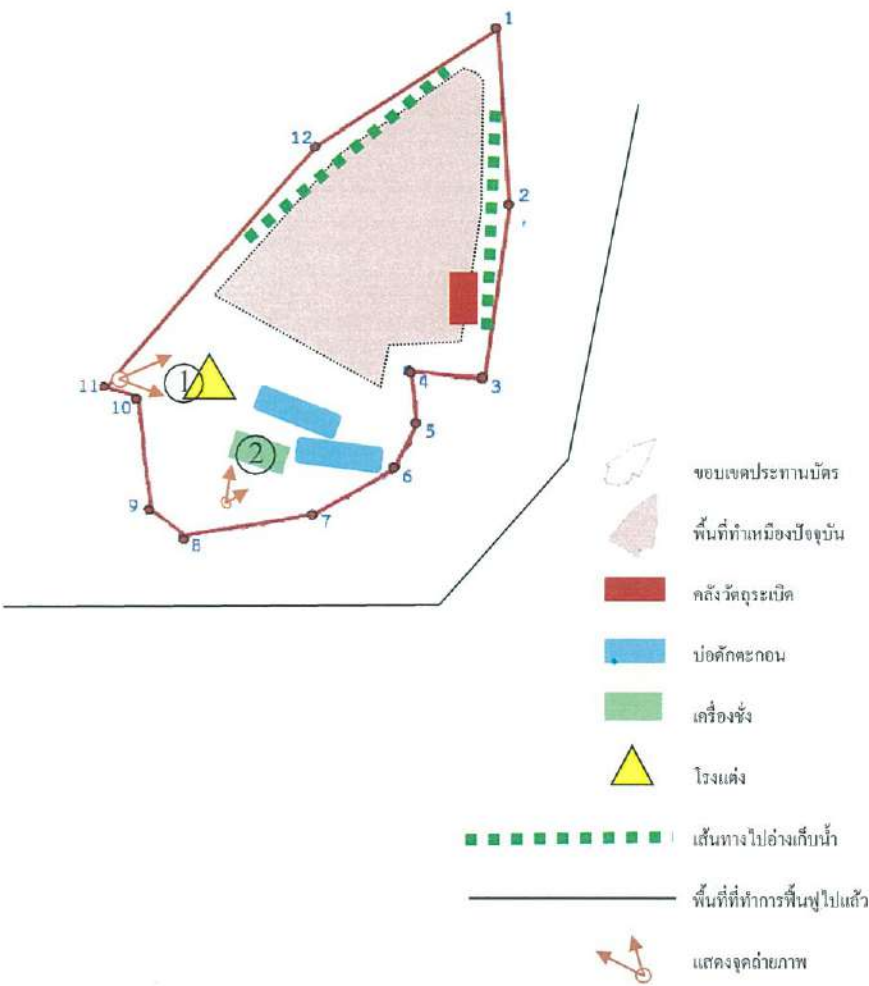 1
12
2
4
3
11
1
10
5
2
6
9
7
8
ขอบเขตประทานบัตร
พื้นที่ทำเหมืองปัจจุบัน
คลังวัตถุระเบิด
บ่อดักตะกอน
เครื่องชั่ง
โรงแต่ง
เส้นทางไปอ่างเก็บน้ำ
พื้นที่ที่ทำการฟื้นฟูไปแล้ว
แสดงจุดถ่ายภาพ